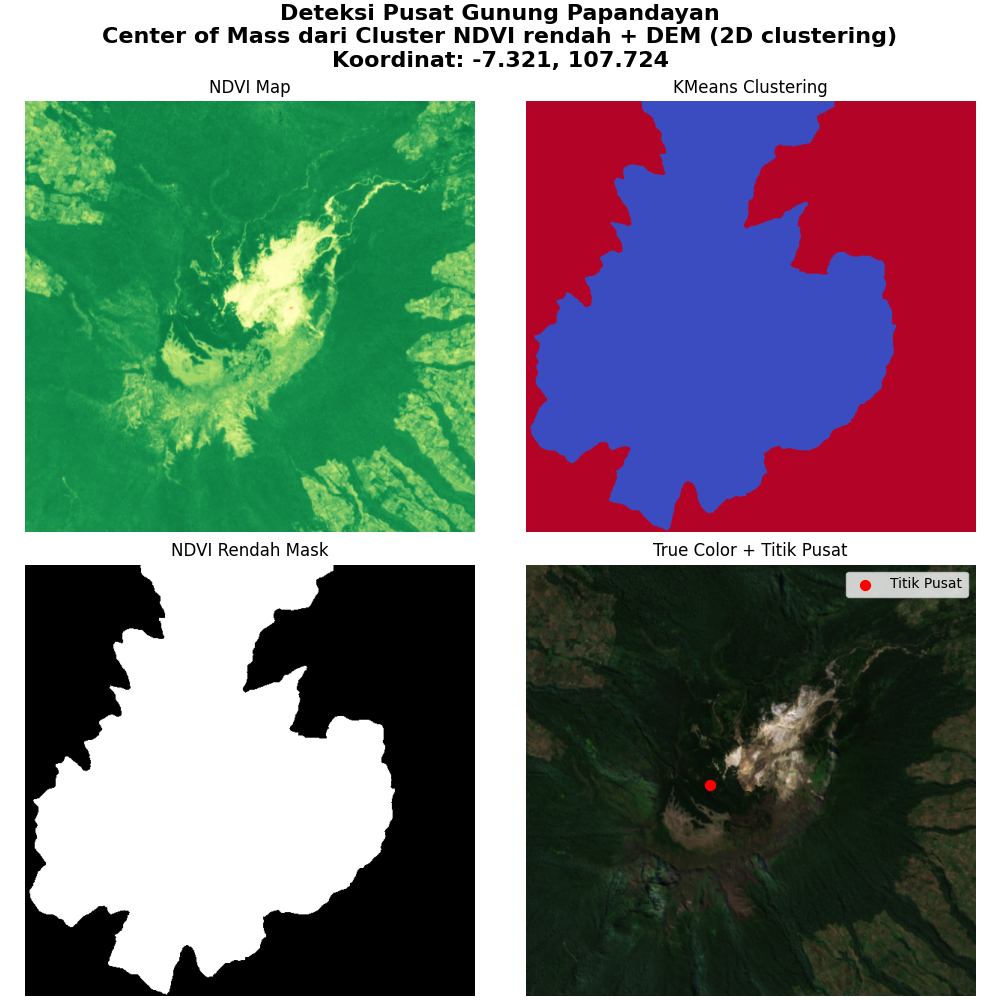 Deteksi Pusat Gunung Papandayan
Center of Mass dari Cluster NDVI rendah + DEM (2D clustering)
Koordinat: -7.321, 107.724
NDVI Map
KMeans Clustering
NDVI Rendah Mask
True Color + Titik Pusat
Titik Pusat